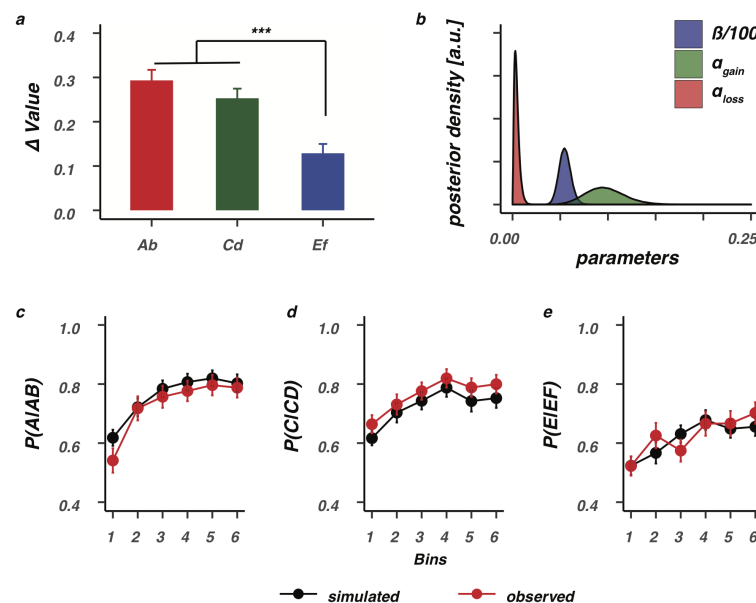 a
Δ Value
0.4
0.3
0.2
0.1
0.0
***
Ab
Cd
Ef
b
posterior density [a.u.]
ß/100
αgain
αloss
0.00
0.25
parameters
c
P(A|AB)
1.0
0.8
0.6
0.4
1 2 3 4 5 6
d
P(C|CD)
1.0
0.8
0.6
0.4
1 2 3 4 5 6
Bins
e
P(E|EF)
1.0
0.8
0.6
0.4
1 2 3 4 5 6
simulated
observed